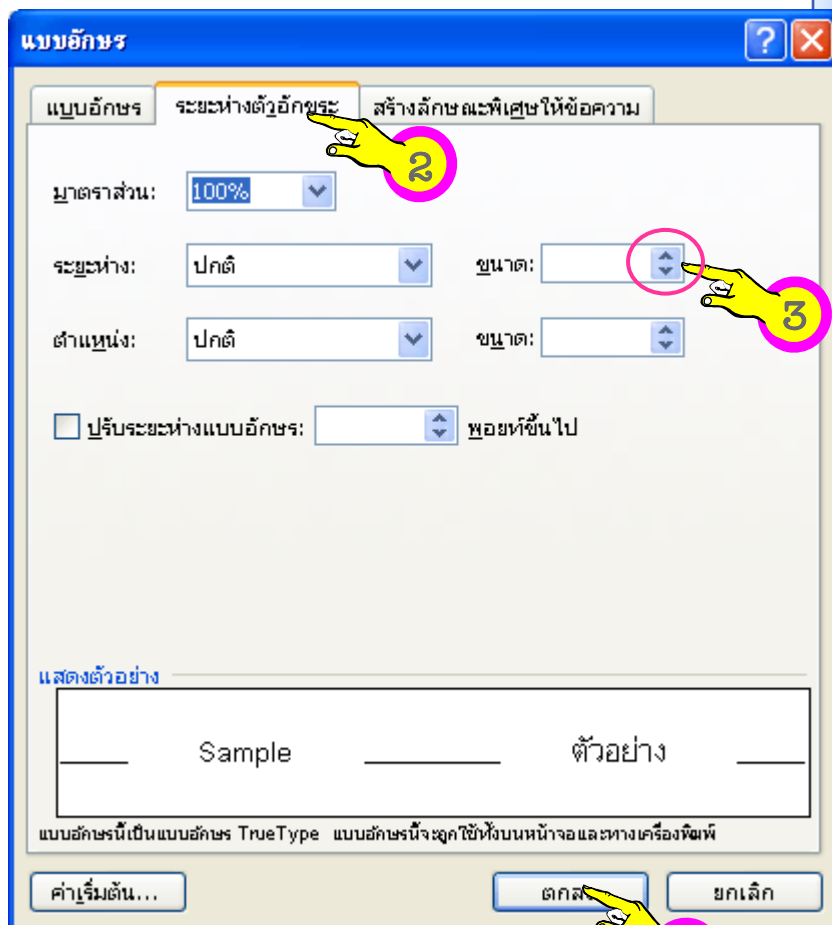 แบบอักษร
แบบอักษร ระยะห่างตัวอักขระ สร้างลักษณะพิเศษให้ข้อความ
2
มาตราส่วน: 100%
ระยะห่าง: ปกติ ขนาด:
3
ตำแหน่ง: ปกติ ขนาด:
ปรับระยะห่างแบบอักษร: พอยท์ขึ้นไป
แสดงตัวอย่าง
Sample ตัวอย่าง
แบบอักษรนี้เป็นแบบอักษร TrueType แบบอักษรนี้จะถูกใช้ทั้งบนหน้าจอและทางเครื่องพิมพ์
ค่าเริ่มต้น... ยกเลิก